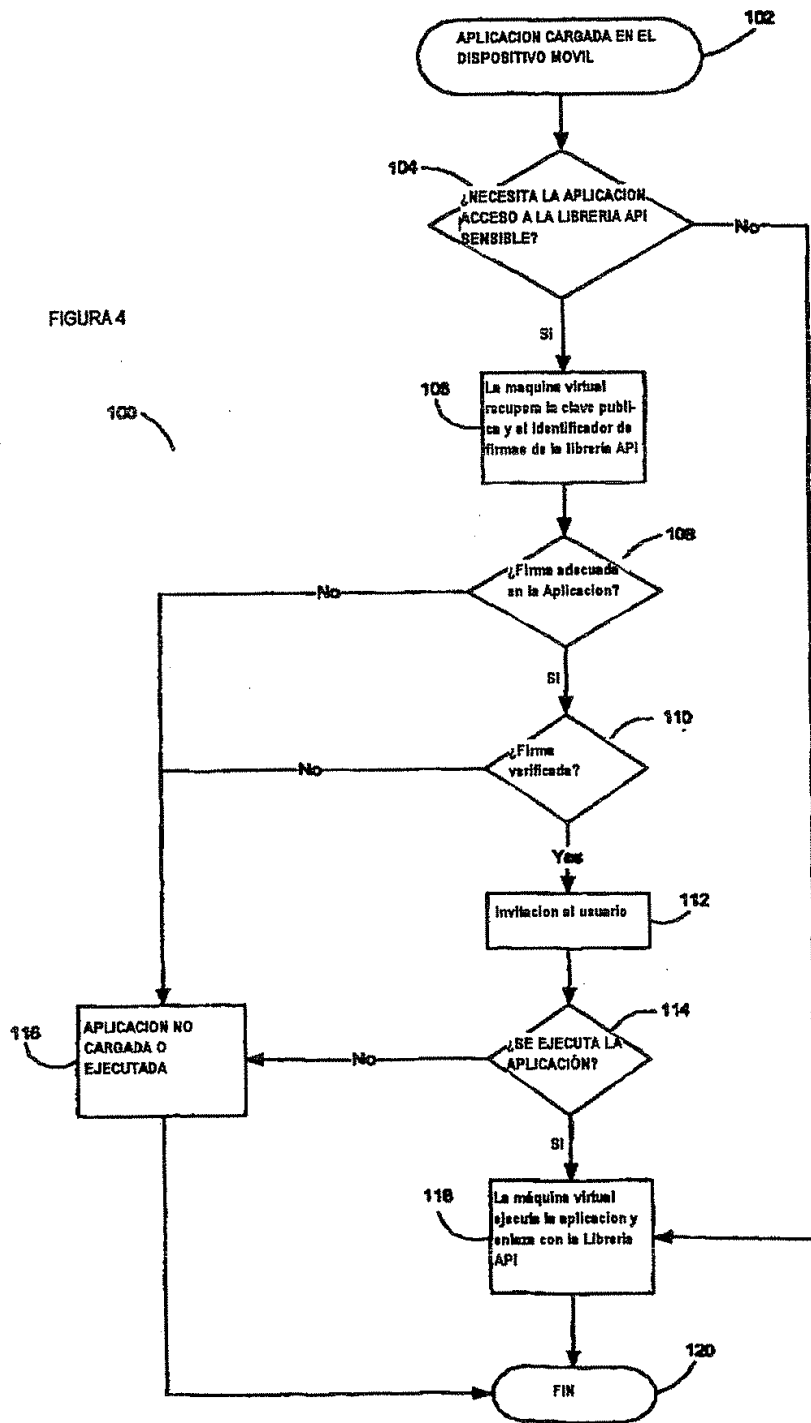 102
APLICACION CARGADA EN EL
DISPOSITIVO MOVIL
104
¿NECESITA LA APLICACION
ACCESO A LA LIBRERIA API
SENSIBLE?
No
FIGURA 4
SI
100
106
La maquina virtual
recupera la clave publi-
ca y el identificador de
firmas de la librería API
108
¿Firma adecuada
en la Aplicacion?
No
SI
110
¿Firma
verificada?
No
Yes
112
Invitacion al usuario
114
116
APLICACION NO
CARGADA O
EJECUTADA
¿SE EJECUTA LA
APLICACIÓN?
No
SI
118
La máquina virtual
ejecuta la aplicacion y
enlaza con la Libreria
API
120
FIN